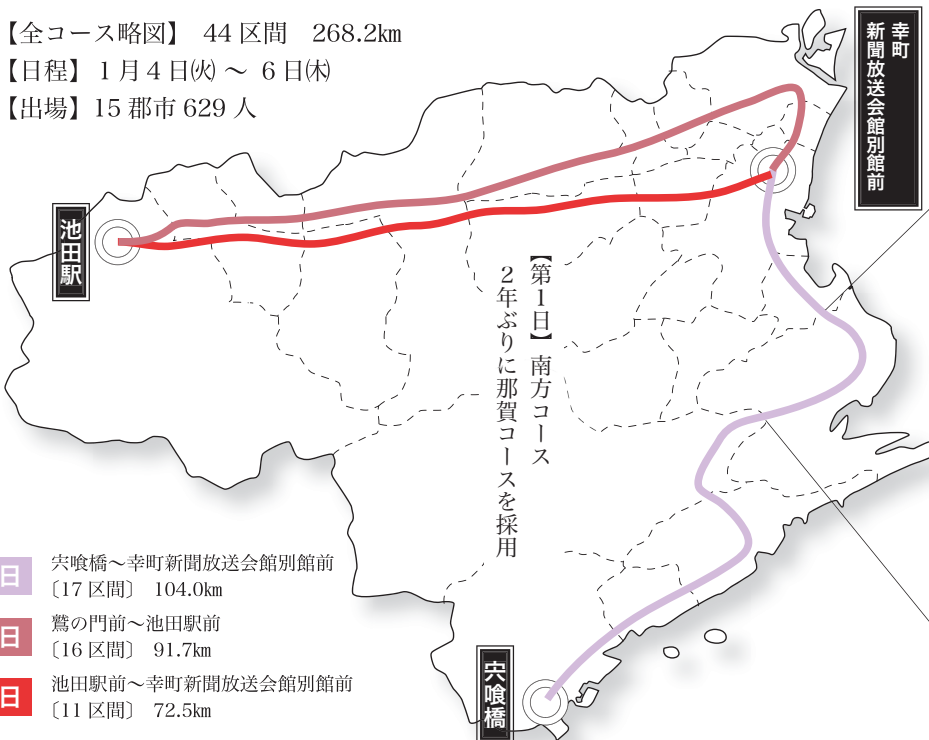 【全コース略図】 44区間 268.2㎞
【日程】1月4日㈫～6日㈭
【出場】15郡市629人
幸町
新聞放送会館別館前
池田駅
【第1日】南方コース
2年ぶりに那賀コースを採用
日
宍喰橋～幸町新聞放送会館別館前
〔17区間〕 104.0㎞
日
鷲の門前～池田駅前
〔16区間〕 91.7㎞
日
池田駅前～幸町新聞放送会館別館前
〔11区間〕 72.5㎞
宍喰橋